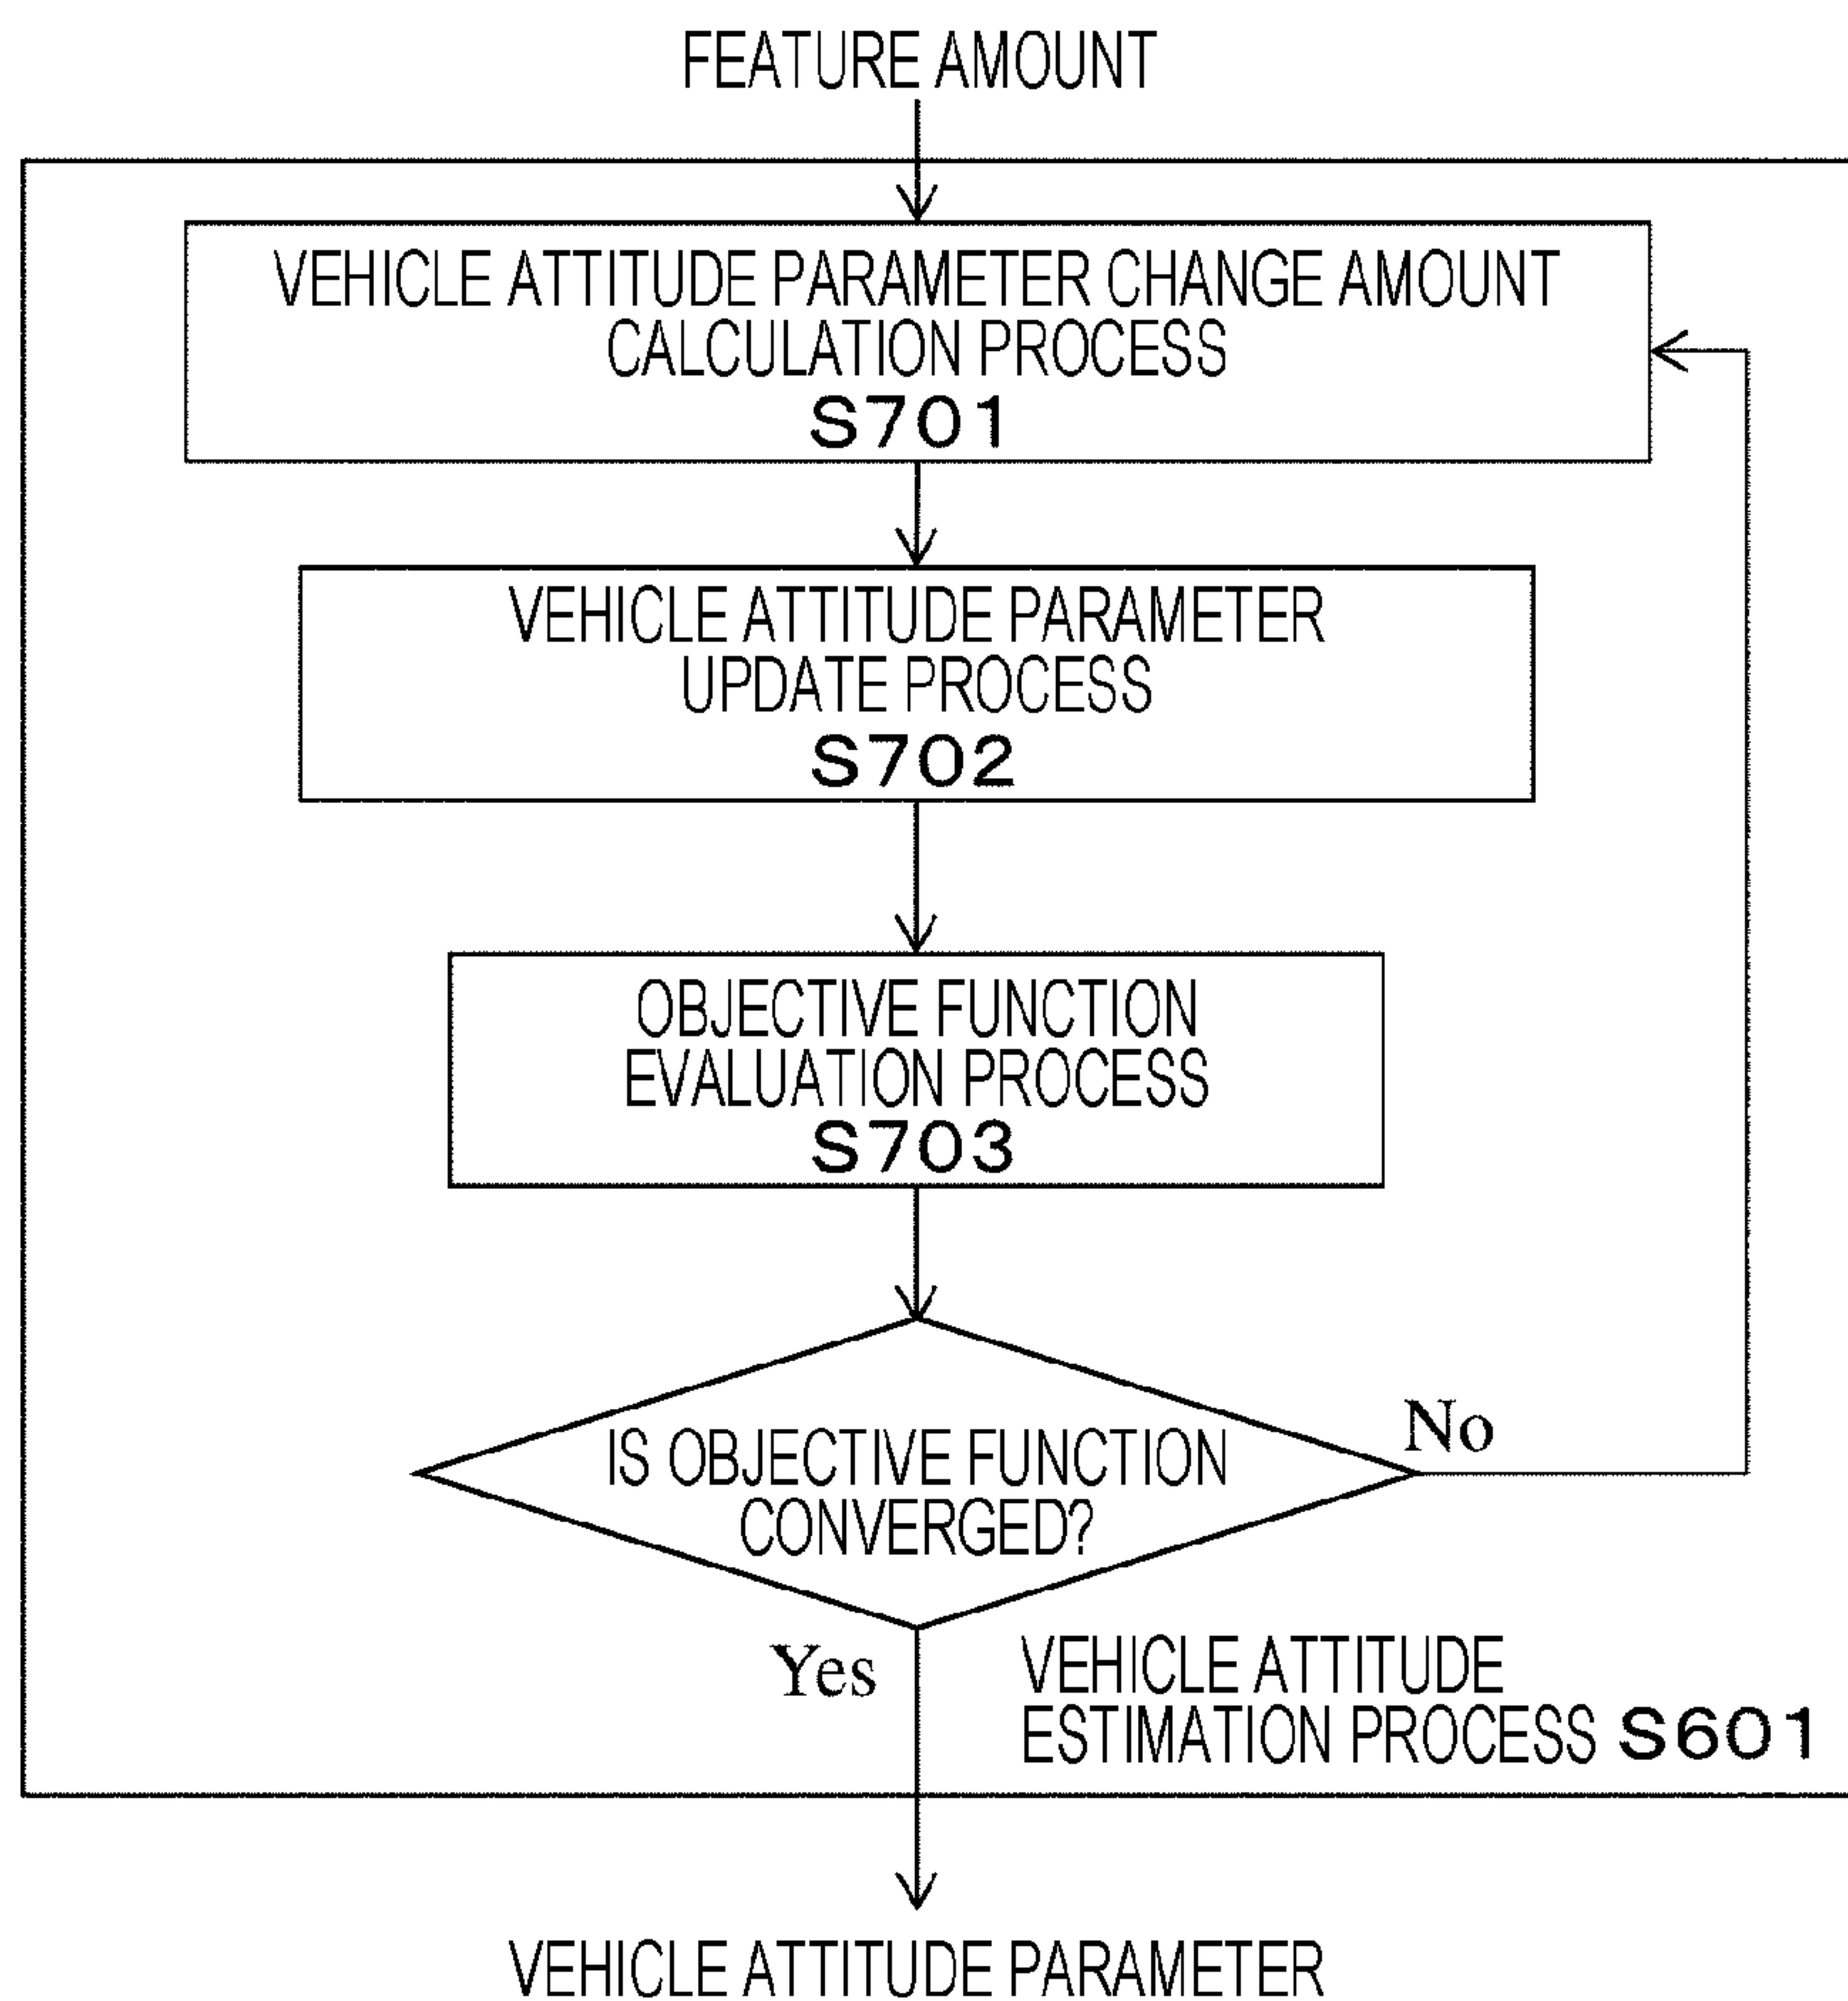 FEATURE AMOUNT
VEHICLE ATTITUDE PARAMETER CHANGE AMOUNT
CALCULATION PROCESS
S701
VEHICLE ATTITUDE PARAMETER
UPDATE PROCESS
S702
OBJECTIVE FUNCTION
EVALUATION PROCESS
S703
IS OBJECTIVE FUNCTION
CONVERGED?
No
Yes
VEHICLE ATTITUDE
ESTIMATION PROCESS S601
VEHICLE ATTITUDE PARAMETER